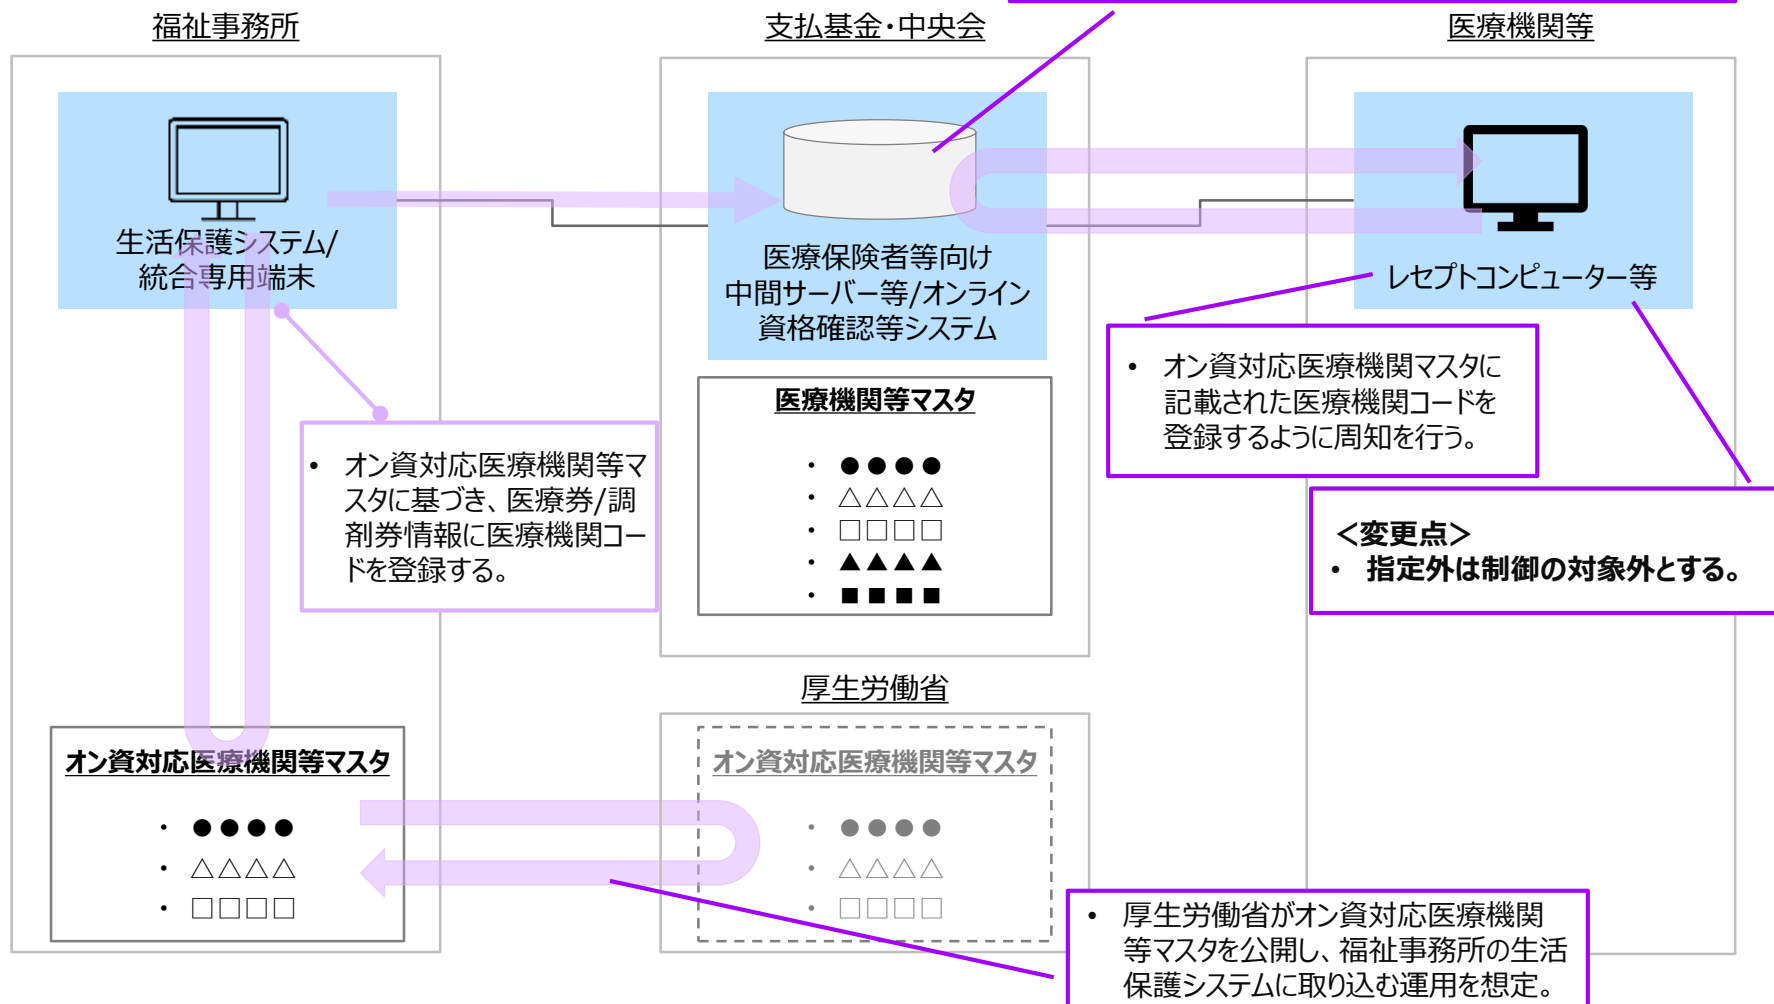 福祉事務所
支払基金・中央会
医療機関等
生活保護システム/
統合専用端末
医療保険者等向け
中間サーバー等/オンライン
資格確認等システム
レセプトコンピューター等
• オン資対応医療機関マスタに
記載された医療機関コードを
登録するように周知を行う。
医療機関等マスタ
• ●●●●
• △△△△
• □□□□
• ▲▲▲▲
• ■■■■
• オン資対応医療機関等マ
スタに基づき、医療券/調
剤券情報に医療機関コー
ドを登録する。
＜変更点＞
• 指定外は制御の対象外とする。
厚生労働省
オン資対応医療機関等マスタ
• ●●●●
• △△△△
• □□□□
オン資対応医療機関等マスタ
• ●●●●
• △△△△
• □□□□
• 厚生労働省がオン資対応医療機関
等マスタを公開し、福祉事務所の生活
保護システムに取り込む運用を想定。